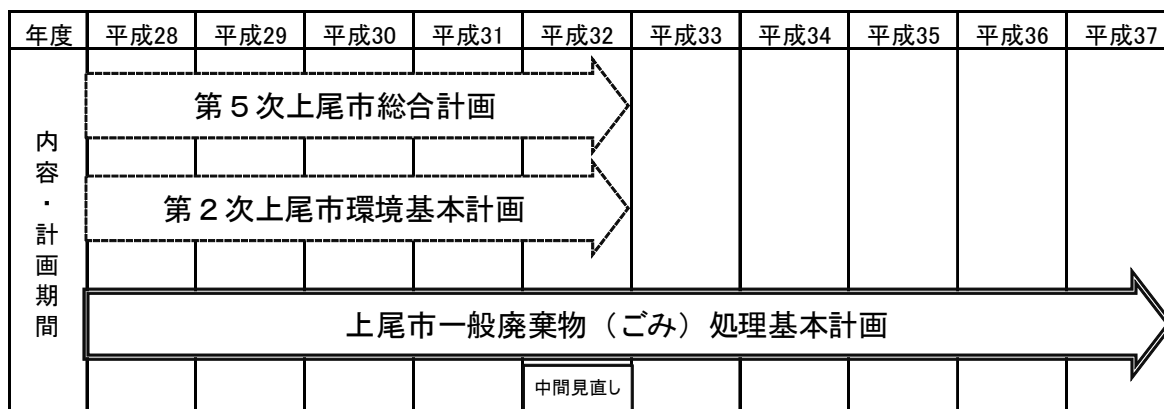 年度 平成28 平成29 平成30 平成31 平成32 平成33 平成34 平成35 平成36 平成37
内容・計画期間
第５次上尾市総合計画
第２次上尾市環境基本計画
上尾市一般廃棄物（ごみ）処理基本計画
中間見直し